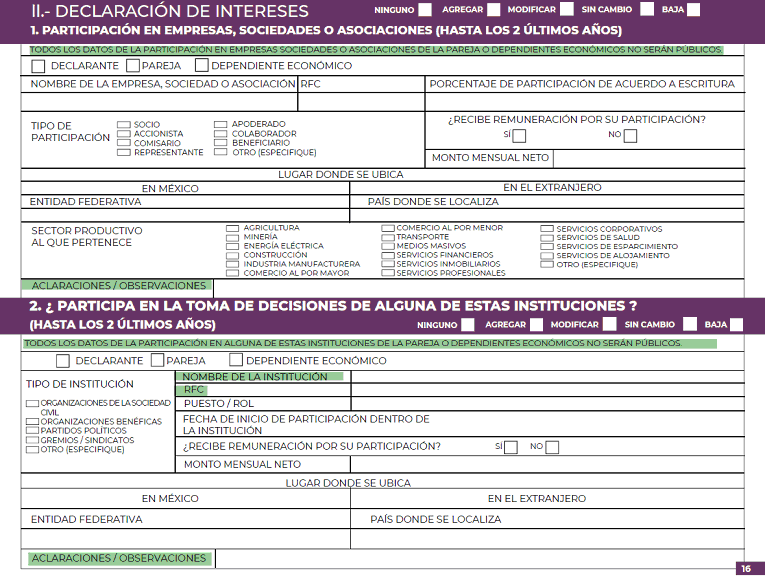 II.- DECLARACIÓN DE INTERESES NINGUNO AGREGAR MODIFICAR SIN CAMBIO BAJA
1. PARTICIPACIÓN EN EMPRESAS, SOCIEDADES O ASOCIACIONES (HASTA LOS 2 ÚLTIMOS AÑOS)
TODOS LOS DATOS DE LA PARTICIPACIÓN EN EMPRESAS SOCIEDADES O ASOCIACIONES DE LA PAREJA O DEPENDIENTES ECONÓMICOS NO SERÁN PÚBLICOS.
DECLARANTE PAREJA DEPENDIENTE ECONÓMICO
NOMBRE DE LA EMPRESA, SOCIEDAD O ASOCIACIÓN RFC PORCENTAJE DE PARTICIPACIÓN DE ACUERDO A ESCRITURA
TIPO DE PARTICIPACIÓN
SOCIO
ACCIONISTA
COMISARIO
REPRESENTANTE
APODERADO
COLABORADOR
BENEFICIARIO
OTRO (ESPECIFIQUE)
¿RECIBE REMUNERACIÓN POR SU PARTICIPACIÓN?
SÍ NO
MONTO MENSUAL NETO
LUGAR DONDE SE UBICA
EN MÉXICO EN EL EXTRANJERO
ENTIDAD FEDERATIVA PAÍS DONDE SE LOCALIZA
SECTOR PRODUCTIVO
AL QUE PERTENECE
AGRICULTURA
MINERÍA
ENERGÍA ELÉCTRICA
CONSTRUCCIÓN
INDUSTRIA MANUFACTURERA
COMERCIO AL POR MAYOR
COMERCIO AL POR MENOR
TRANSPORTE
MEDIOS MASIVOS
SERVICIOS FINANCIEROS
SERVICIOS INMOBILIARIOS
SERVICIOS PROFESIONALES
SERVICIOS CORPORATIVOS
SERVICIOS DE SALUD
SERVICIOS DE ESPARCIMIENTO
SERVICIOS DE ALOJAMIENTO
OTRO (ESPECIFIQUE)
ACLARACIONES / OBSERVACIONES
2. ¿ PARTICIPA EN LA TOMA DE DECISIONES DE ALGUNA DE ESTAS INSTITUCIONES ?
(HASTA LOS 2 ÚLTIMOS AÑOS) NINGUNO AGREGAR MODIFICAR SIN CAMBIO BAJA
TODOS LOS DATOS DE LA PARTICIPACIÓN EN ALGUNA DE ESTAS INSTITUCIONES DE LA PAREJA O DEPENDIENTES ECONÓMICOS NO SERÁN PÚBLICOS.
DECLARANTE PAREJA DEPENDIENTE ECONÓMICO
TIPO DE INSTITUCIÓN
ORGANIZACIONES DE LA SOCIEDAD
CIVIL
ORGANIZACIONES BENÉFICAS
PARTIDOS POLÍTICOS
GREMIOS / SINDICATOS
OTRO (ESPECIFIQUE)
NOMBRE DE LA INSTITUCIÓN
RFC
PUESTO / ROL
FECHA DE INICIO DE PARTICIPACIÓN DENTRO DE
LA INSTITUCIÓN
¿RECIBE REMUNERACIÓN POR SU PARTICIPACIÓN? SÍ NO
MONTO MENSUAL NETO
LUGAR DONDE SE UBICA
EN MÉXICO EN EL EXTRANJERO
ENTIDAD FEDERATIVA PAÍS DONDE SE LOCALIZA
ACLARACIONES / OBSERVACIONES
16